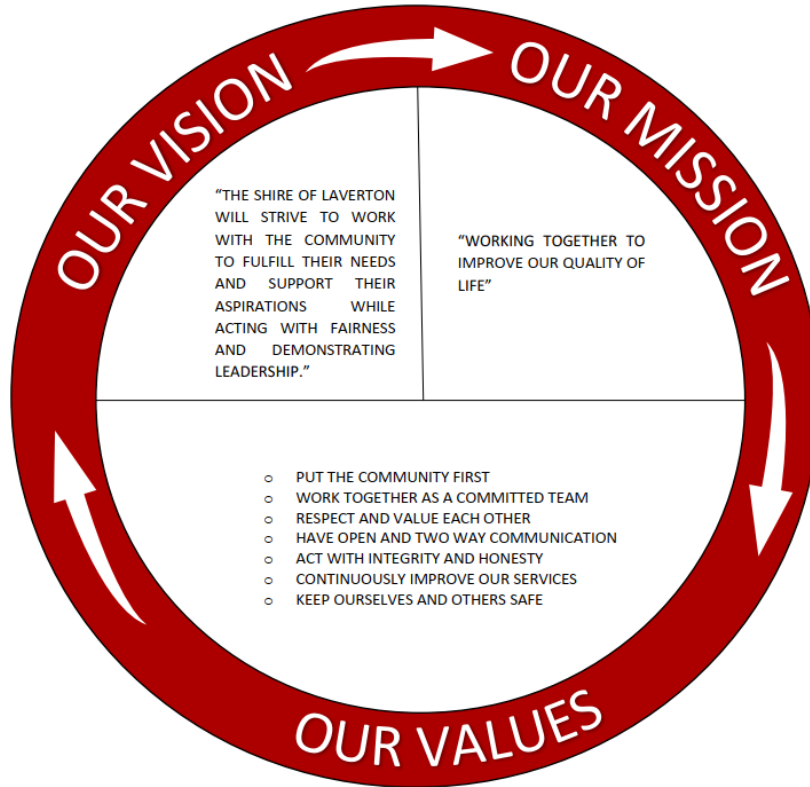 OUR VISION
OUR MISSION
“THE SHIRE OF LAVERTON
WILL STRIVE TO WORK
WITH THE COMMUNITY
TO FULFILL THEIR NEEDS
AND SUPPORT THEIR
ASPIRATIONS WHILE
ACTING WITH FAIRNESS
AND DEMONSTRATING
LEADERSHIP.”
“WORKING TOGETHER TO
IMPROVE OUR QUALITY OF
LIFE”
o PUT THE COMMUNITY FIRST
o WORK TOGETHER AS A COMMITTED TEAM
o RESPECT AND VALUE EACH OTHER
o HAVE OPEN AND TWO WAY COMMUNICATION
o ACT WITH INTEGRITY AND HONESTY
o CONTINUOUSLY IMPROVE OUR SERVICES
o KEEP OURSELVES AND OTHERS SAFE
OUR VALUES